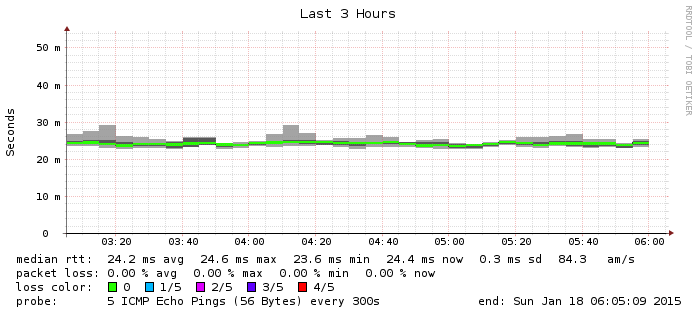 Last 3 Hours
RRDTOOL / TOBI OETIKER
Seconds
50 m
40 m
30 m
20 m
10 m
0
03:20 03:40 04:00 04:20 04:40 05:00 05:20 05:40 06:00
median rtt: 24.2 ms avg 24.6 ms max 23.6 ms min 24.4 ms now 0.3 ms sd 84.3 am/s
packet loss: 0.00 % avg 0.00 % max 0.00 % min 0.00 % now
loss color: 0 1/5 2/5 3/5 4/5
probe: 5 ICMP Echo Pings (56 Bytes) every 300s end: Sun Jan 18 06:05:09 2015